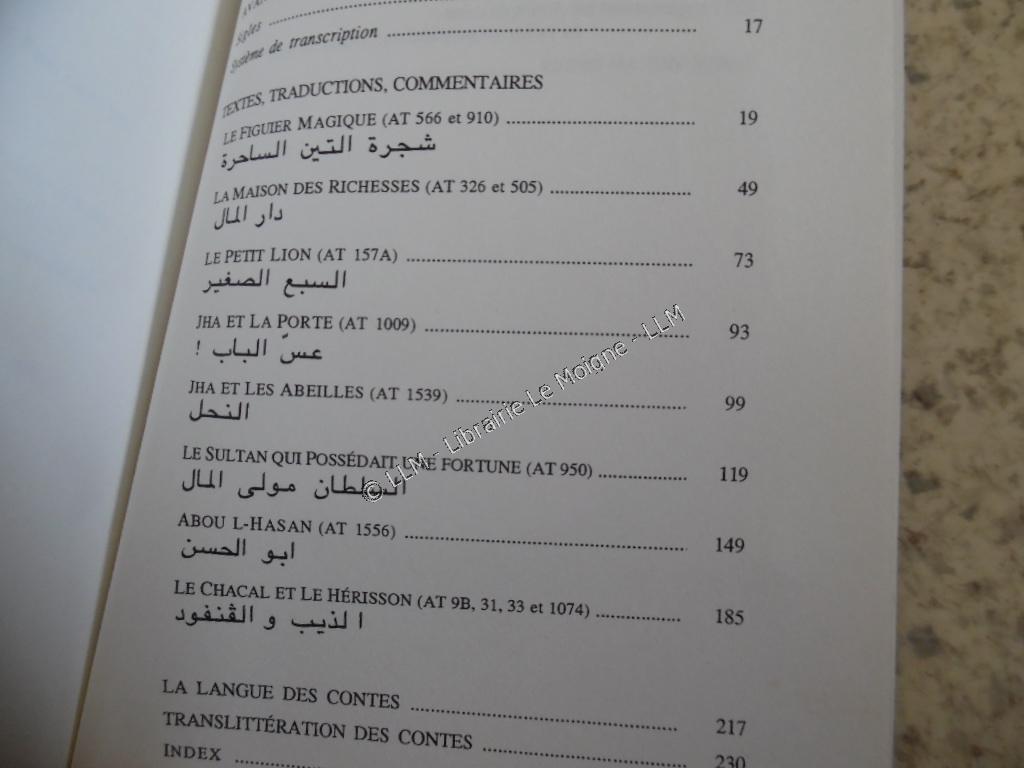 Sigles
Système de transcription ........ 17
TEXTES, TRADUCTIONS, COMMENTAIRES
LE FIGUIER MAGIQUE (AT 566 et 910) ........ 19
شجرة التين الساحرة
LA MAISON DES RICHESSES (AT 326 et 505) ........ 49
دار المال
LE PETIT LION (AT 157A) ........ 73
السبع الصغير
JHA ET LA PORTE (AT 1009) ........ 93
عسّ الباب !
JHA ET LES ABEILLES (AT 1539) ........ 99
النحل
LE SULTAN QUI POSSÉDAIT UNE FORTUNE (AT 950) ........ 119
السلطان مولى المال
ABOU L-HASAN (AT 1556) ........ 149
ابو الحسن
LE CHACAL ET LE HÉRISSON (AT 9B, 31, 33 et 1074) ........ 185
الذيب و الڤنفود
LA LANGUE DES CONTES ........ 217
TRANSLITTÉRATION DES CONTES ........ 230
INDEX ........
© LLM - Librairie Le Moigne - LLM